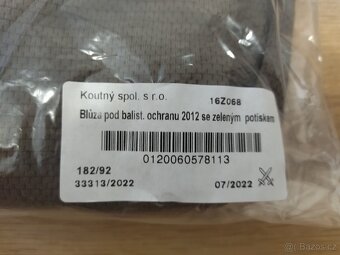 Koutný spol. s r.o. 16Z068
Blůza pod balist. ochranu 2012 se zeleným potiskem
0120060578113
182/92
33313/2022 07/2022
© Bazos.cz